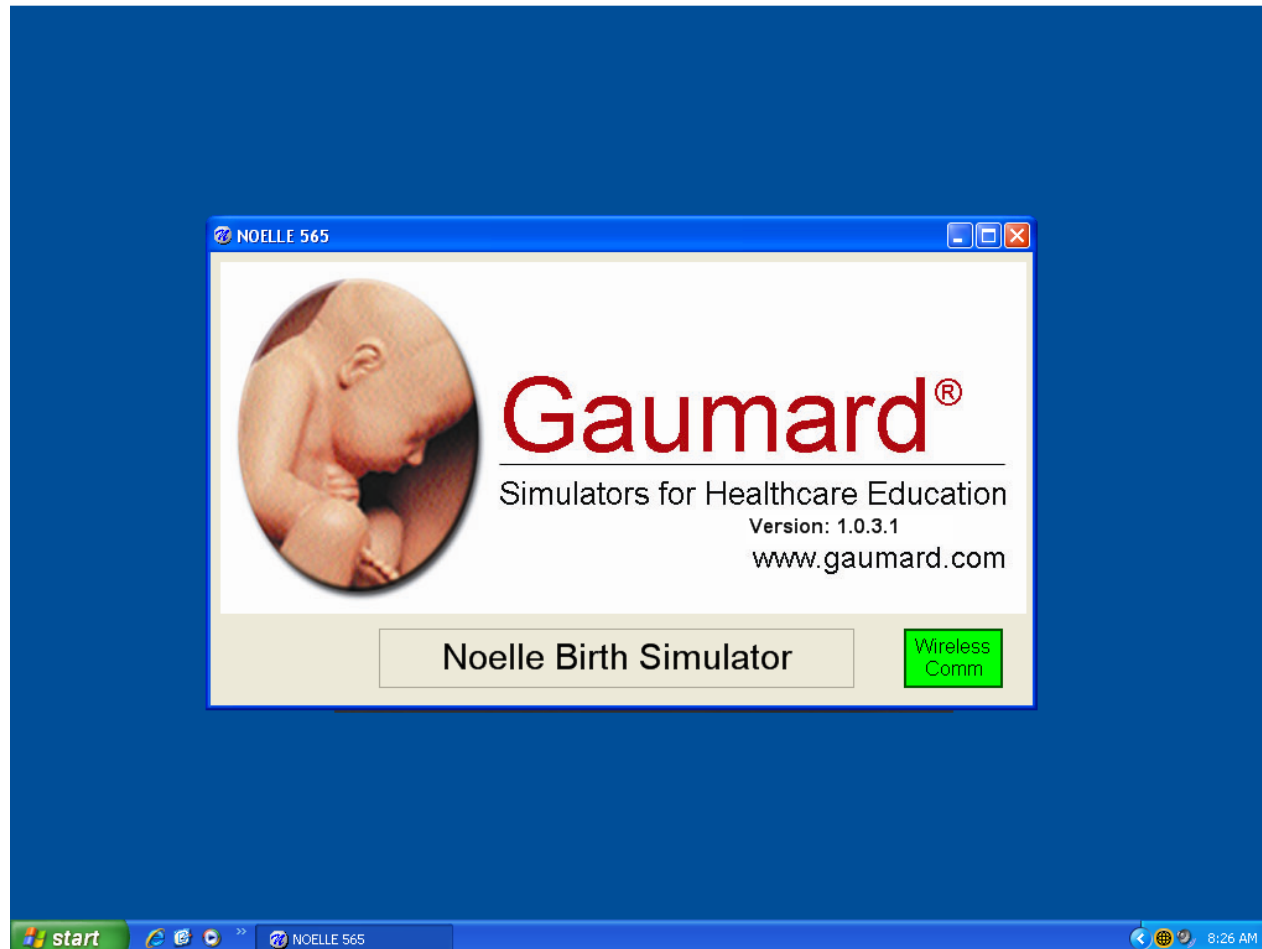 NOELLE 565
Gaumard®
Simulators for Healthcare Education
Version: 1.0.3.1
www.gaumard.com
Noelle Birth Simulator
Wireless
Comm
start
NOELLE 565
8:26 AM